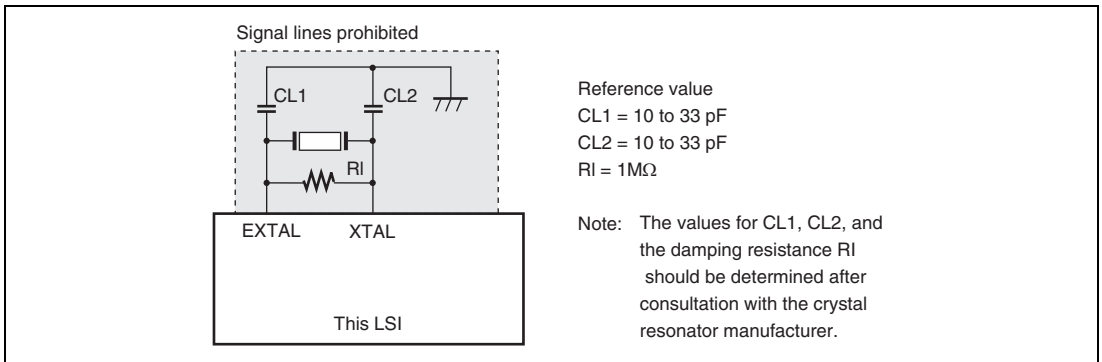 Signal lines prohibited
CL1
CL2
RI
EXTAL
XTAL
This LSI
Reference value
CL1 = 10 to 33 pF
CL2 = 10 to 33 pF
RI = 1MΩ
Note: The values for CL1, CL2, and
the damping resistance RI
should be determined after
consultation with the crystal
resonator manufacturer.